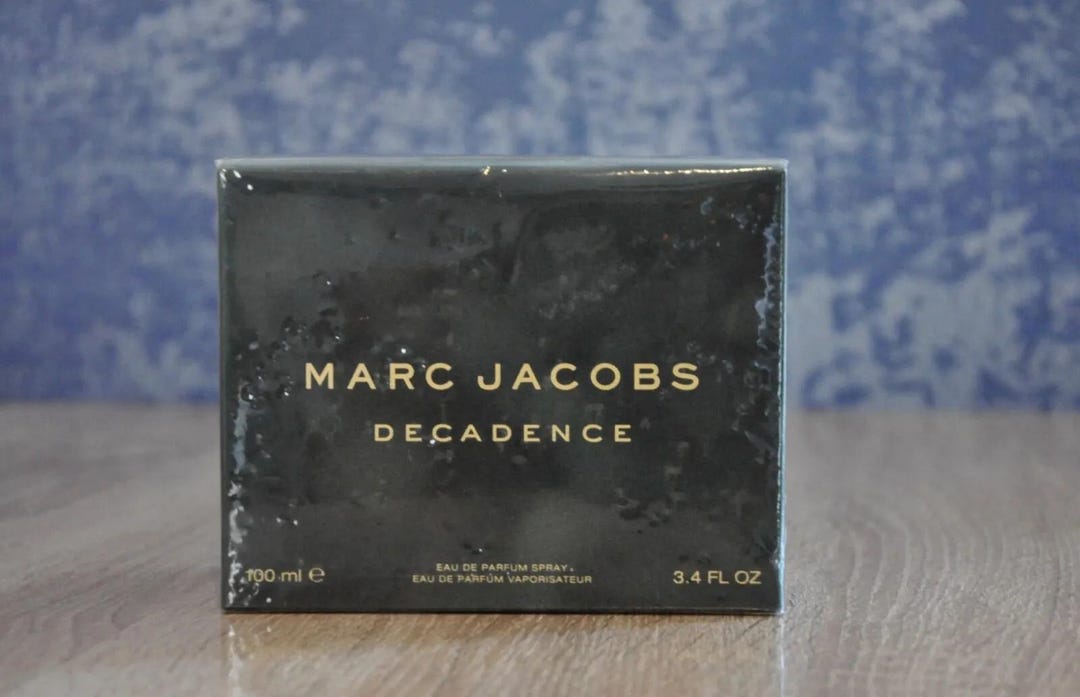 MARC JACOBS
DECADENCE
EAU DE PARFUM SPRAY
EAU DE PARFUM VAPORISATEUR
100 ml ℮
3.4 FL OZ